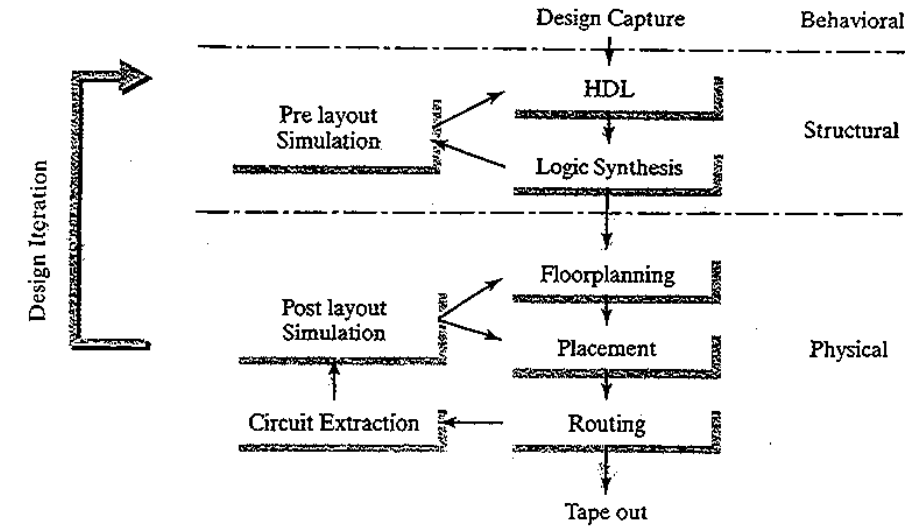 Design Capture
Behavioral
HDL
Pre layout
Simulation
Structural
Logic Synthesis
Design Iteration
Floorplanning
Post layout
Simulation
Placement
Physical
Circuit Extraction
Routing
Tape out